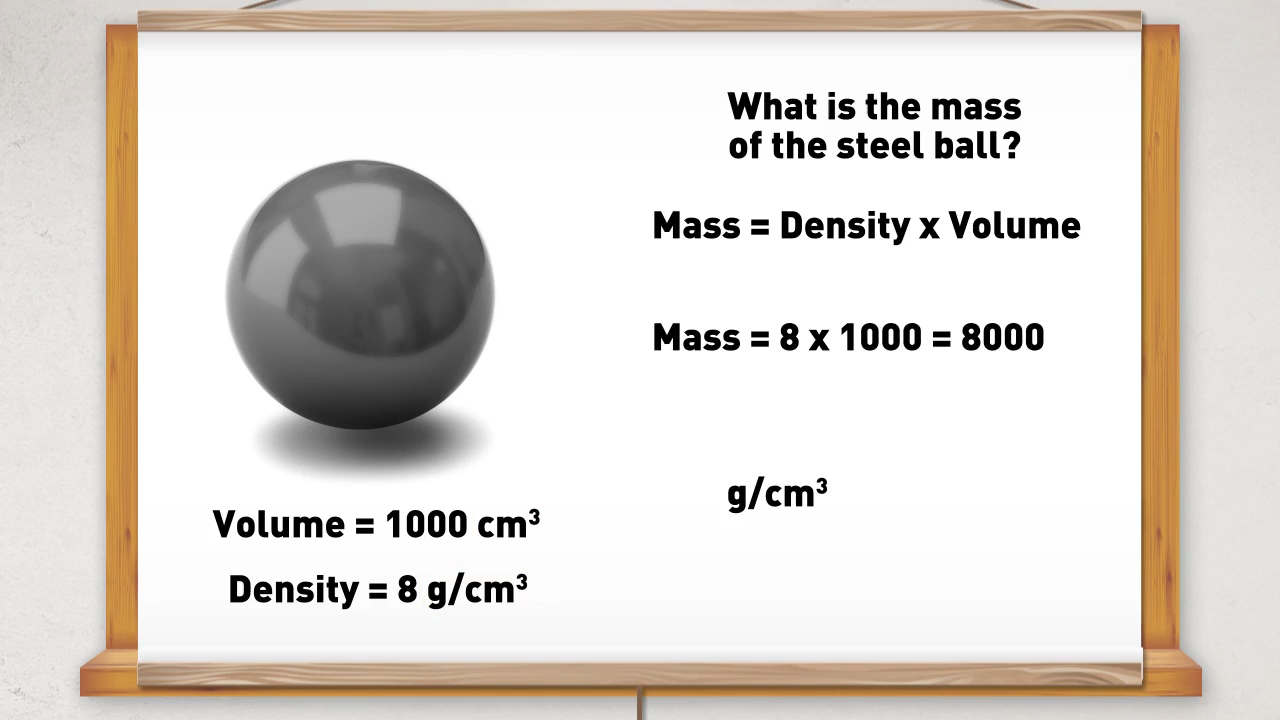 What is the mass
of the steel ball?
Mass = Density x Volume
Mass = 8 x 1000 = 8000
g/cm³
Volume = 1000 cm³
Density = 8 g/cm³